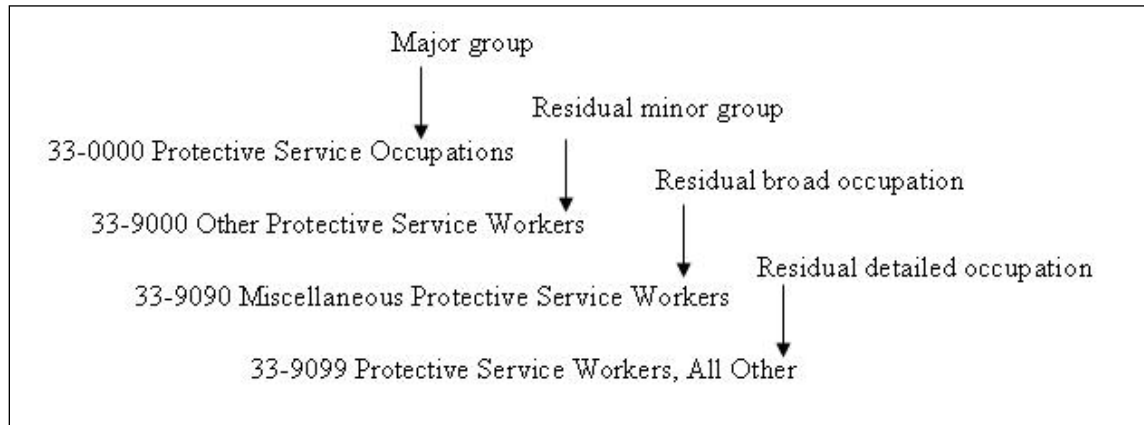 Major group
Residual minor group
33-0000 Protective Service Occupations
Residual broad occupation
33-9000 Other Protective Service Workers
Residual detailed occupation
33-9090 Miscellaneous Protective Service Workers
33-9099 Protective Service Workers, All Other